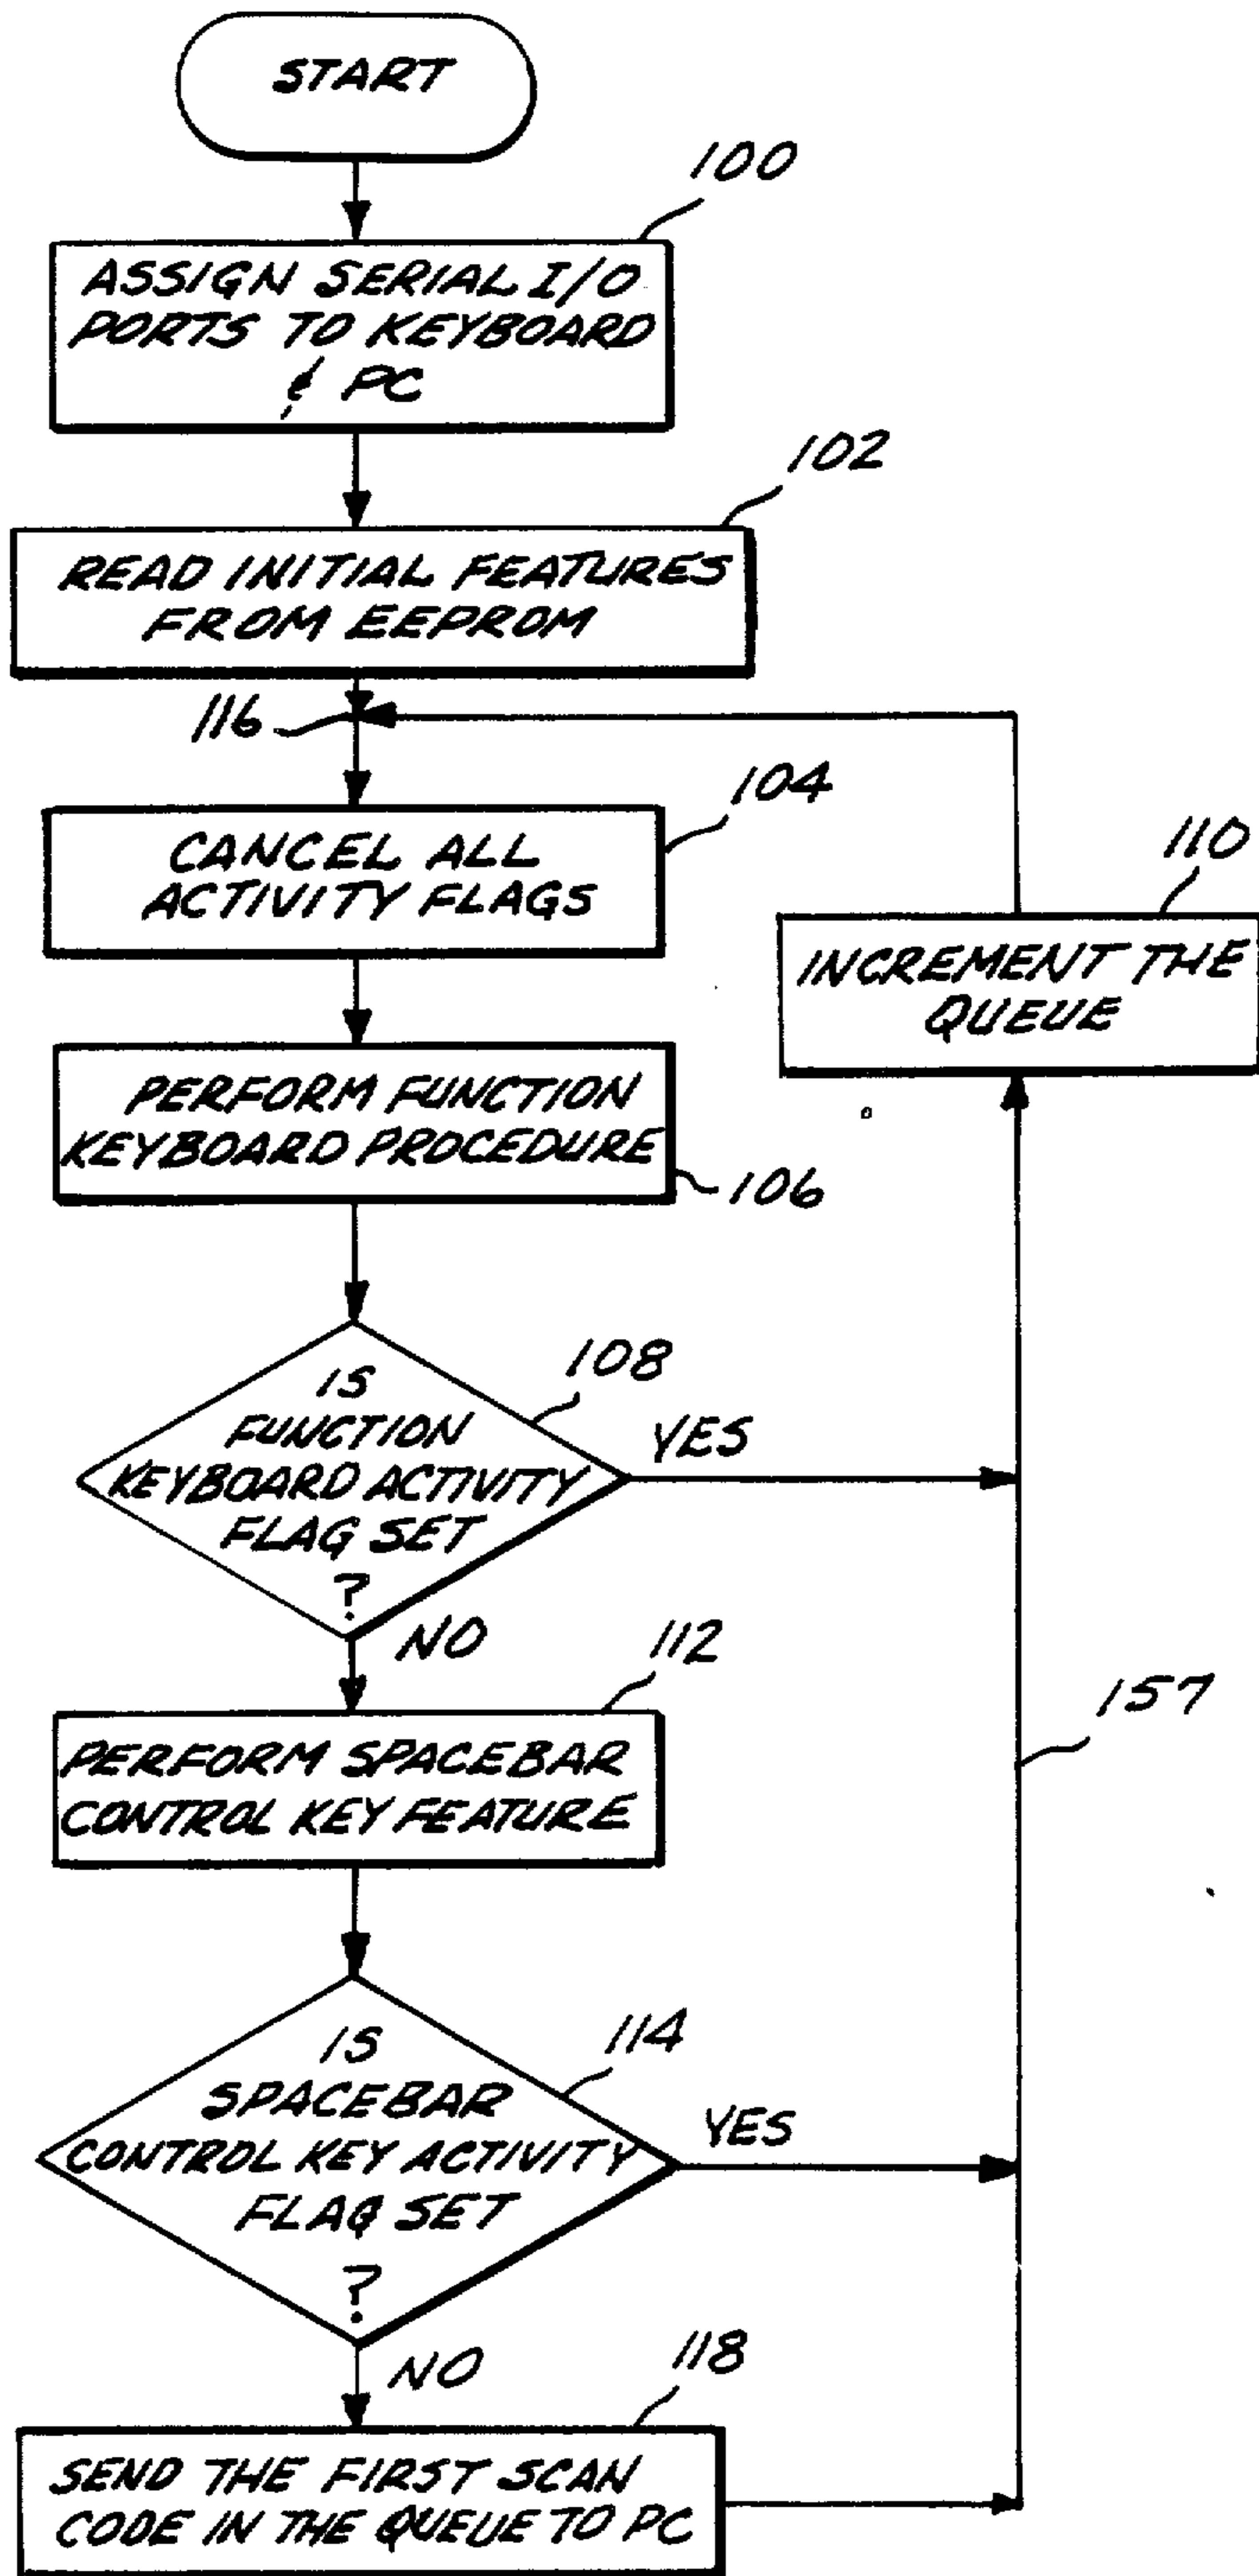 START
100
ASSIGN SERIAL I/O
PORTS TO KEYBOARD
& PC
102
READ INITIAL FEATURES
FROM EEPROM
116
104
CANCEL ALL
ACTIVITY FLAGS
110
INCREMENT THE
QUEUE
PERFORM FUNCTION
KEYBOARD PROCEDURE
106
108
IS
FUNCTION
KEYBOARD ACTIVITY
FLAG SET
?
YES
NO
112
157
PERFORM SPACEBAR
CONTROL KEY FEATURE
114
IS
SPACEBAR
CONTROL KEY ACTIVITY
FLAG SET
?
YES
NO
118
SEND THE FIRST SCAN
CODE IN THE QUEUE TO PC